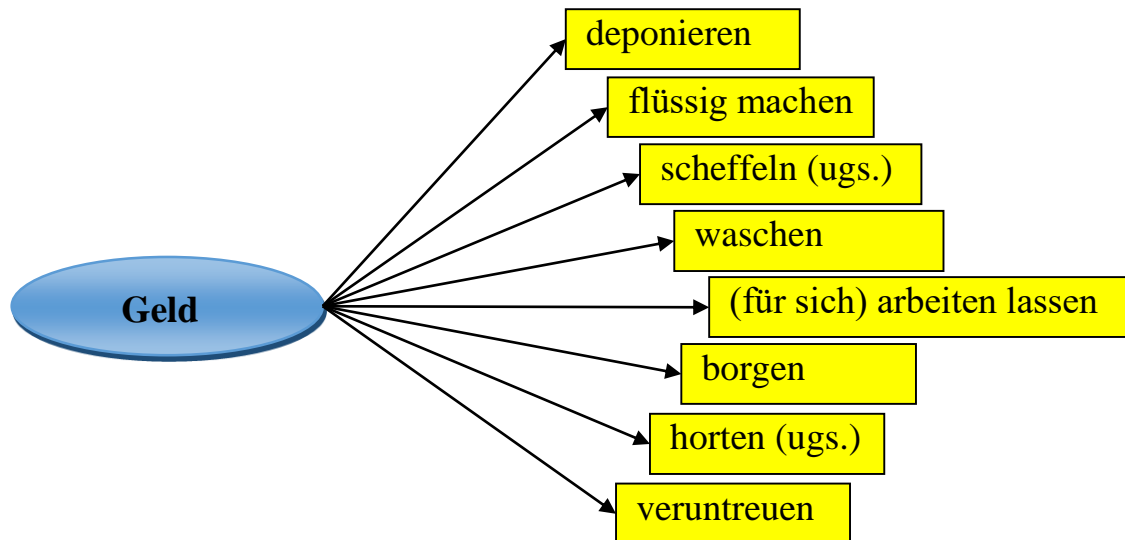 deponieren
flüssig machen
scheffeln (ugs.)
waschen
Geld
(für sich) arbeiten lassen
borgen
horten (ugs.)
veruntreuen